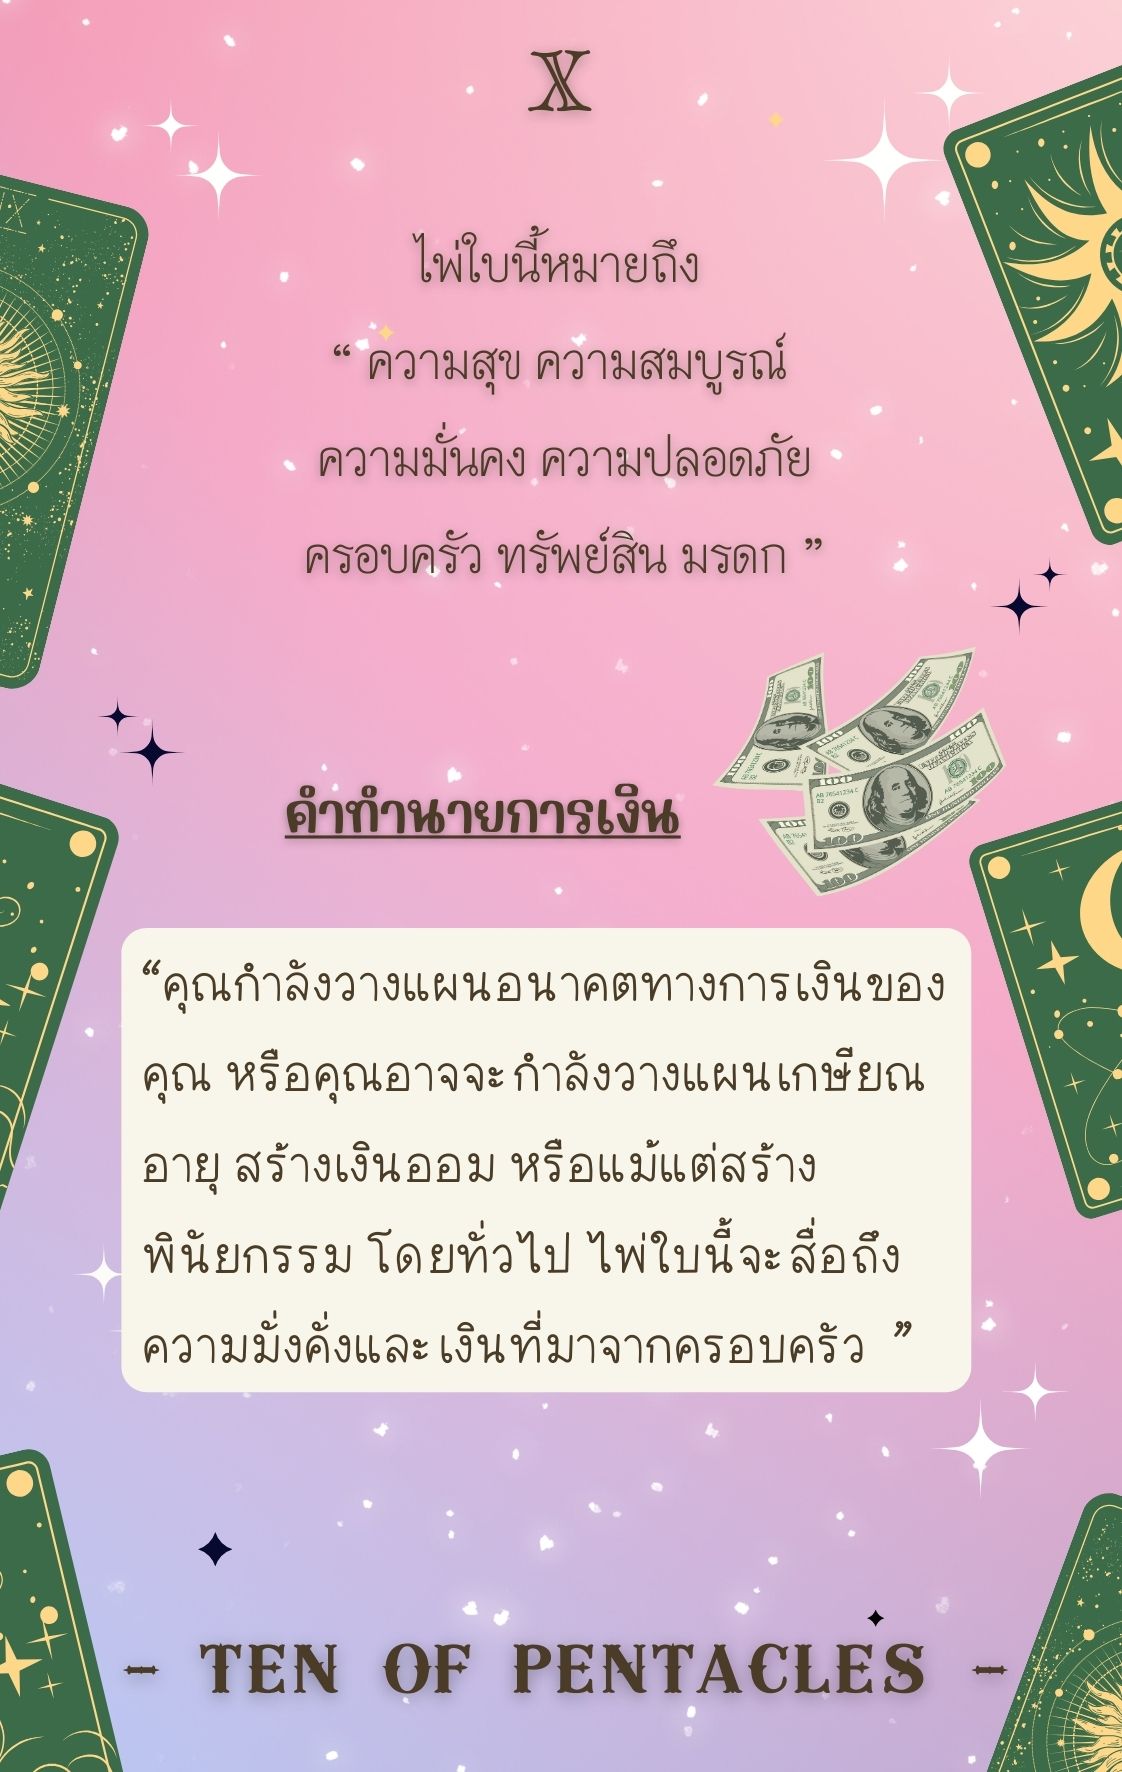 X
ไพ่ใบนี้หมายถึง
“ ความสุข ความสมบูรณ์
ความมั่นคง ความปลอดภัย
ครอบครัว ทรัพย์สิน มรดก ”
คำทำนายการเงิน
“คุณกำลังวางแผนอนาคตทางการเงินของ
คุณ หรือคุณอาจจะกำลังวางแผนเกษียณ
อายุ สร้างเงินออม หรือแม้แต่สร้าง
พินัยกรรม โดยทั่วไป ไพ่ใบนี้จะสื่อถึง
ความมั่งคั่งและเงินที่มาจากครอบครัว ”
- TEN OF PENTACLES -